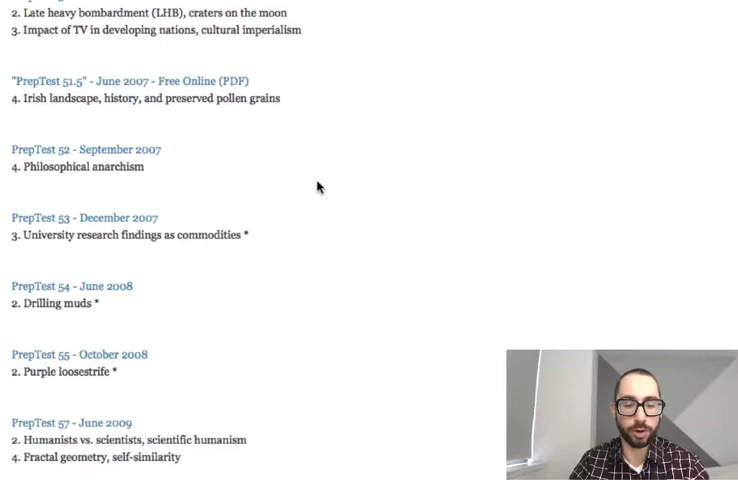 2. Late heavy bombardment (LHB), craters on the moon
3. Impact of TV in developing nations, cultural imperialism
"PrepTest 51.5" - June 2007 - Free Online (PDF)
4. Irish landscape, history, and preserved pollen grains
PrepTest 52 - September 2007
4. Philosophical anarchism
PrepTest 53 - December 2007
3. University research findings as commodities *
PrepTest 54 - June 2008
2. Drilling muds *
PrepTest 55 - October 2008
2. Purple loosestrife *
PrepTest 57 - June 2009
2. Humanists vs. scientists, scientific humanism
4. Fractal geometry, self-similarity